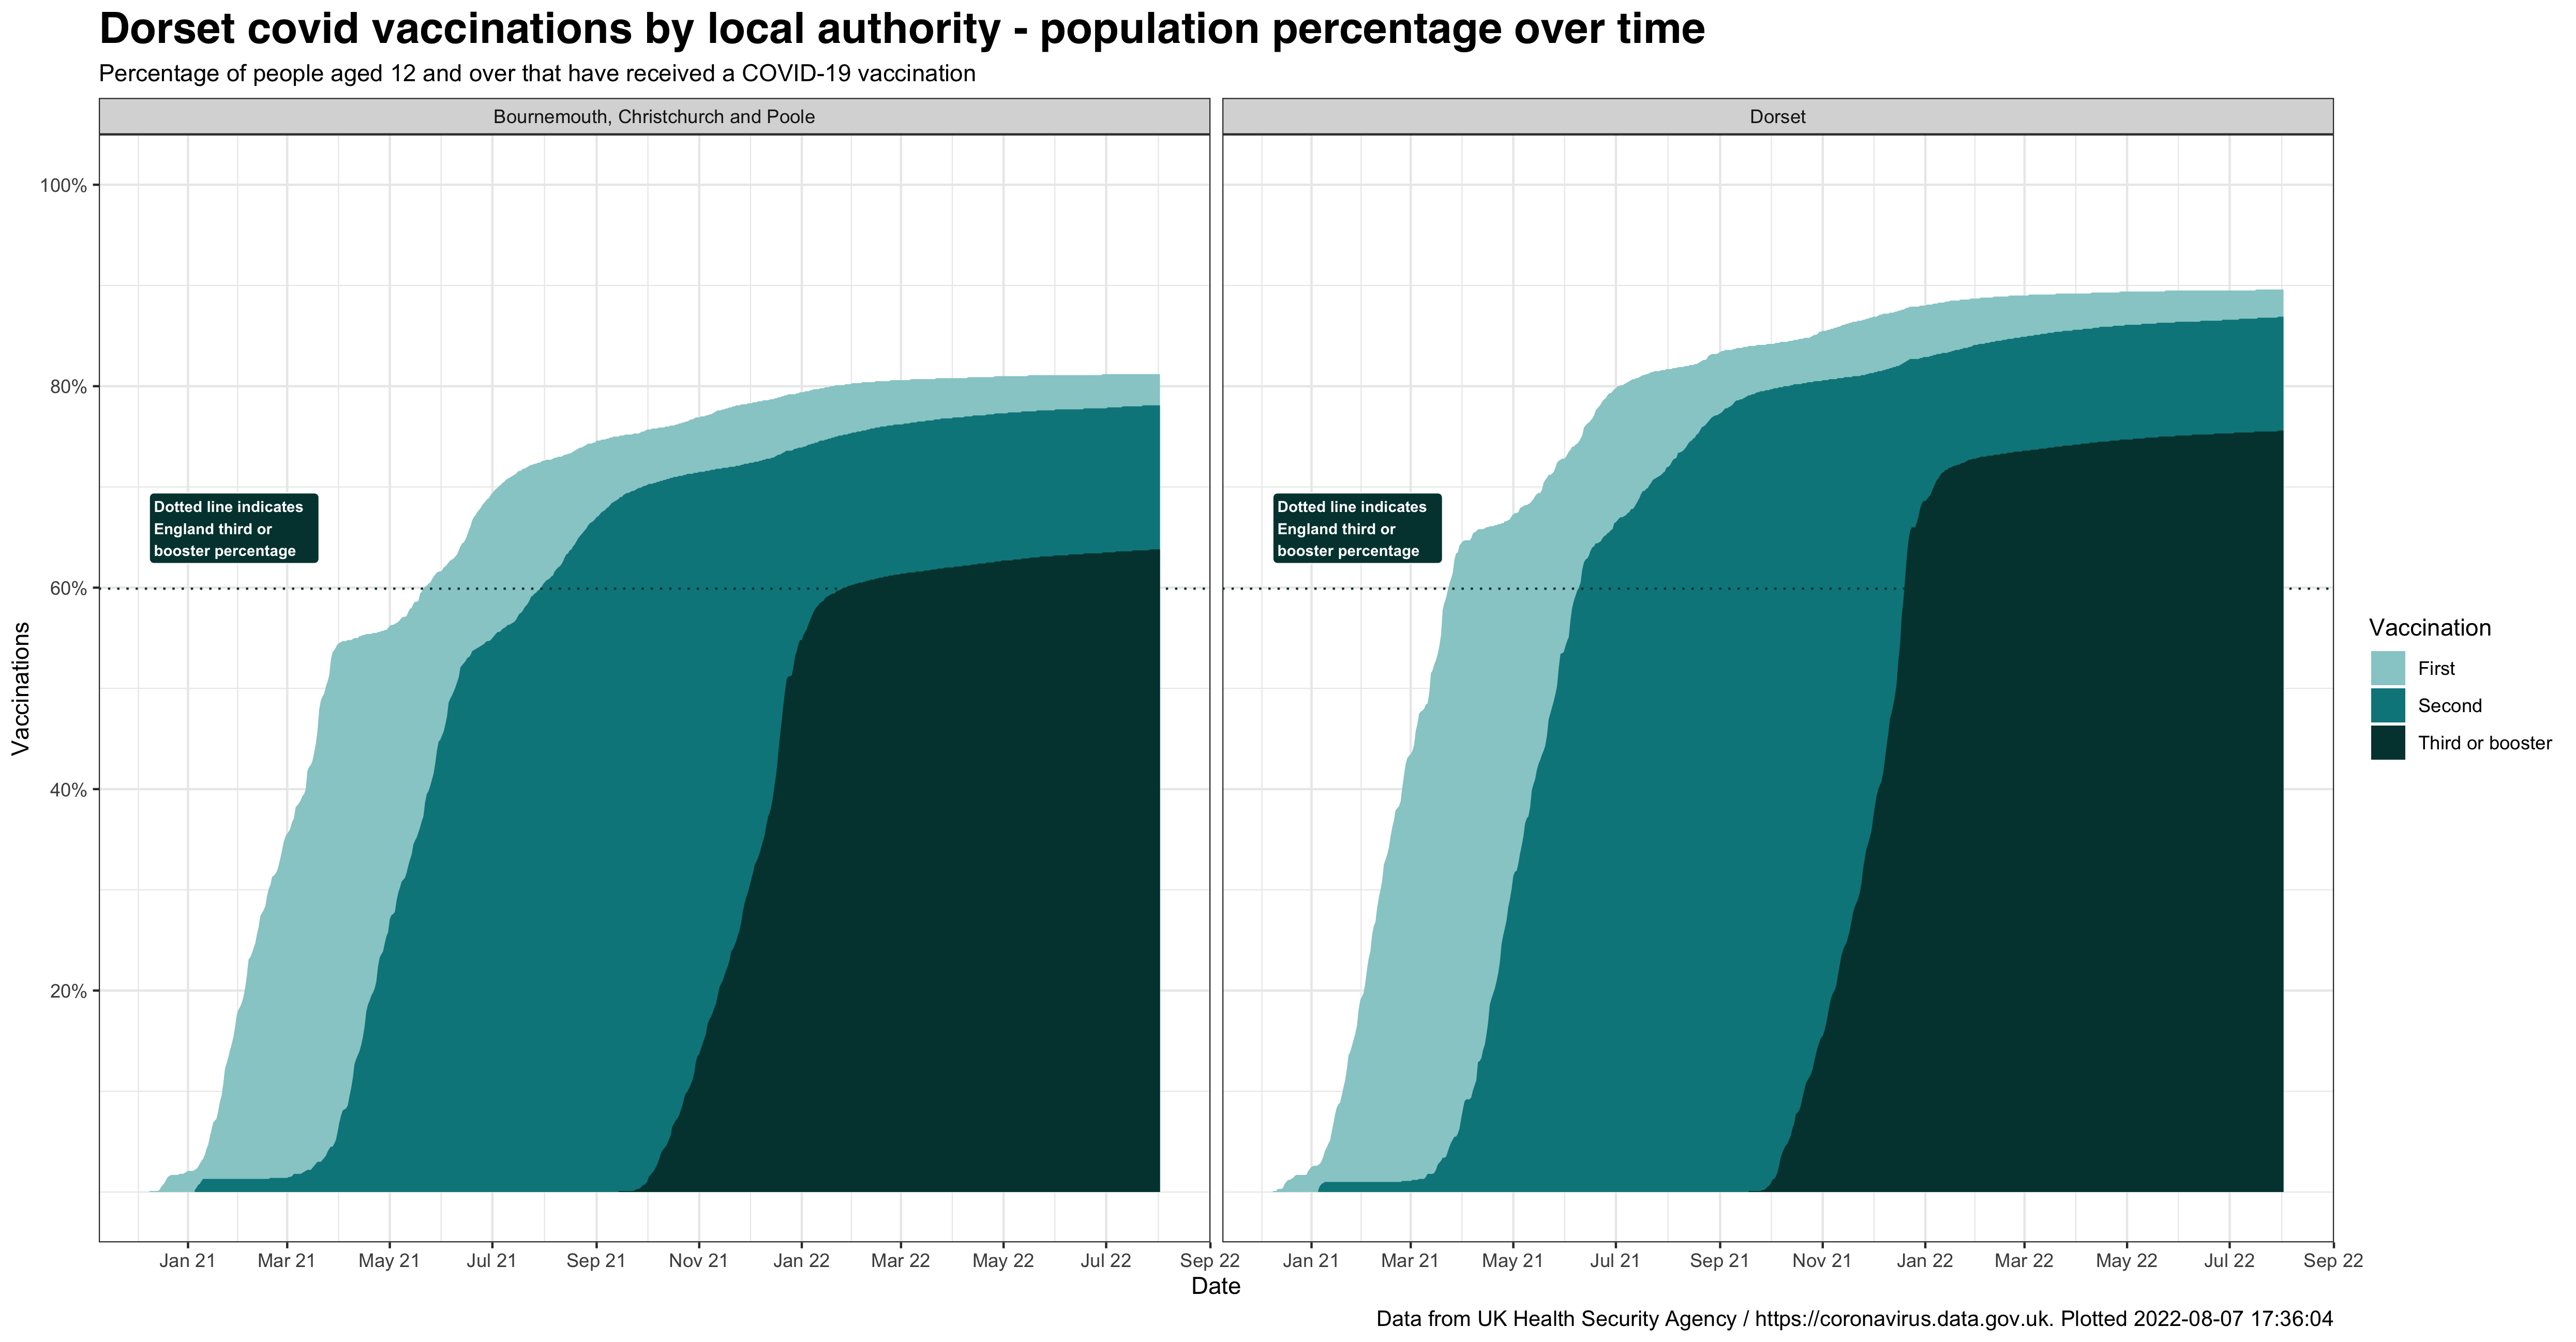 Dorset covid vaccinations by local authority - population percentage over time
Percentage of people aged 12 and over that have received a COVID-19 vaccination
Bournemouth, Christchurch and Poole
Dorset
Vaccinations
100%
80%
60%
40%
20%
Dotted line indicates
England third or
booster percentage
Dotted line indicates
England third or
booster percentage
Jan 21 Mar 21 May 21 Jul 21 Sep 21 Nov 21 Jan 22 Mar 22 May 22 Jul 22 Sep 22
Jan 21 Mar 21 May 21 Jul 21 Sep 21 Nov 21 Jan 22 Mar 22 May 22 Jul 22 Sep 22
Date
Vaccination
First
Second
Third or booster
Data from UK Health Security Agency / https://coronavirus.data.gov.uk. Plotted 2022-08-07 17:36:04